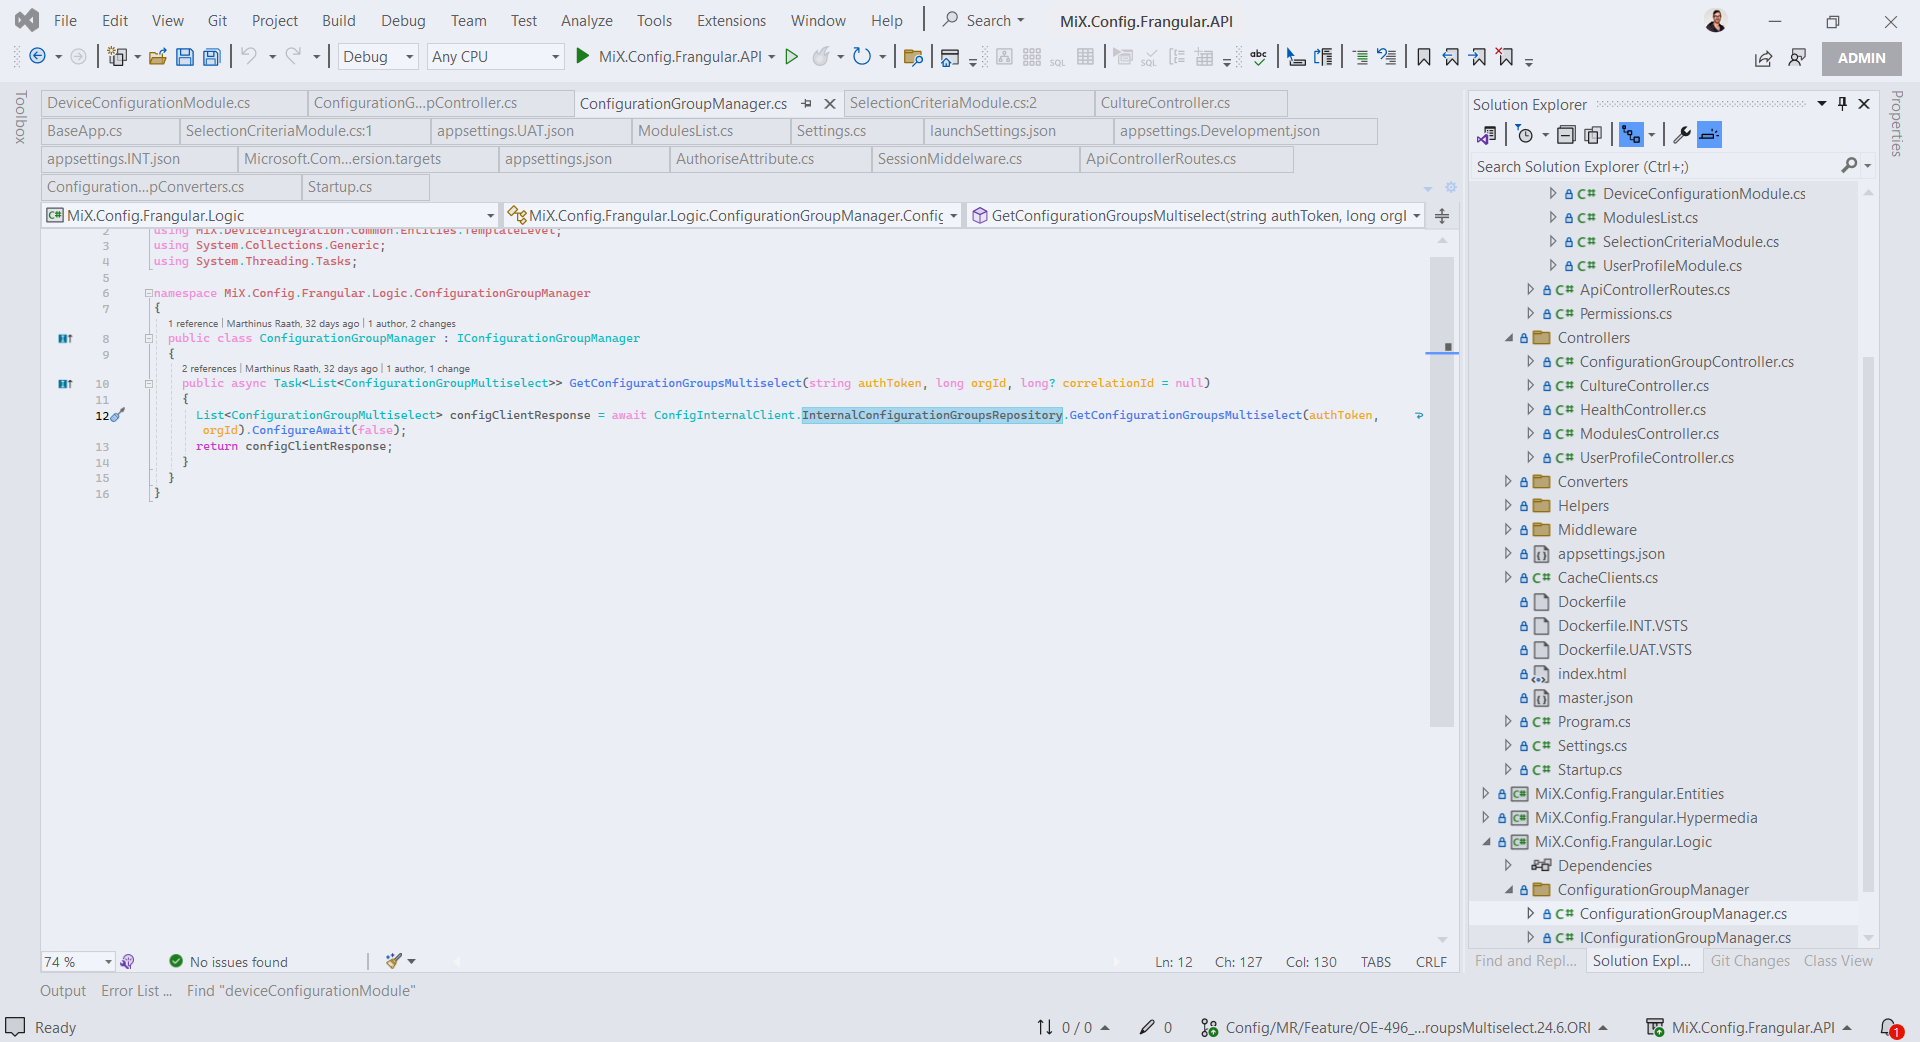 File Edit View Git Project Build Debug Team Test Analyze Tools Extensions Window Help Search MiX.Config.Frangular.API
Debug Any CPU MiX.Config.Frangular.API SQL SQL abc ADMIN
Toolbox
DeviceConfigurationModule.cs ConfigurationG...pController.cs ConfigurationGroupManager.cs SelectionCriteriaModule.cs:2 CultureController.cs
BaseApp.cs SelectionCriteriaModule.cs:1 appsettings.UAT.json ModulesList.cs Settings.cs launchSettings.json appsettings.Development.json
appsettings.INT.json Microsoft.Com...ersion.targets appsettings.json AuthoriseAttribute.cs SessionMiddelware.cs ApiControllerRoutes.cs
Configuration...pConverters.cs Startup.cs
MiX.Config.Frangular.Logic MiX.Config.Frangular.Logic.ConfigurationGroupManager.Config GetConfigurationGroupsMultiselect(string authToken, long orgI
2 using MiX.DeviceIntegration.Common.Entities.TemplateLevel;
3 using System.Collections.Generic;
4 using System.Threading.Tasks;
5
6 namespace MiX.Config.Frangular.Logic.ConfigurationGroupManager
7 {
1 reference | Marthinus Raath, 32 days ago | 1 author, 2 changes
8 public class ConfigurationGroupManager : IConfigurationGroupManager
9 {
2 references | Marthinus Raath, 32 days ago | 1 author, 1 change
10 public async Task<List<ConfigurationGroupMultiselect>> GetConfigurationGroupsMultiselect(string authToken, long orgId, long? correlationId = null)
11 {
12 List<ConfigurationGroupMultiselect> configClientResponse = await ConfigInternalClient.InternalConfigurationGroupsRepository.GetConfigurationGroupsMultiselect(authToken,
orgId).ConfigureAwait(false);
13 return configClientResponse;
14 }
15 }
16 }
74 % No issues found Ln: 12 Ch: 127 Col: 130 TABS CRLF
Output Error List ... Find "deviceConfigurationModule"
Solution Explorer
Search Solution Explorer (Ctrl+;)
C# DeviceConfigurationModule.cs
C# ModulesList.cs
C# SelectionCriteriaModule.cs
C# UserProfileModule.cs
C# ApiControllerRoutes.cs
C# Permissions.cs
Controllers
C# ConfigurationGroupController.cs
C# CultureController.cs
C# HealthController.cs
C# ModulesController.cs
C# UserProfileController.cs
Converters
Helpers
Middleware
appsettings.json
C# CacheClients.cs
Dockerfile
Dockerfile.INT.VSTS
Dockerfile.UAT.VSTS
index.html
master.json
C# Program.cs
C# Settings.cs
C# Startup.cs
C# MiX.Config.Frangular.Entities
C# MiX.Config.Frangular.Hypermedia
C# MiX.Config.Frangular.Logic
Dependencies
ConfigurationGroupManager
C# ConfigurationGroupManager.cs
C# IConfigurationGroupManager.cs
Find and Repl... Solution Expl... Git Changes Class View
Properties
Ready 0 / 0 0 Config/MR/Feature/OE-496_...roupsMultiselect.24.6.ORI MiX.Config.Frangular.API 1